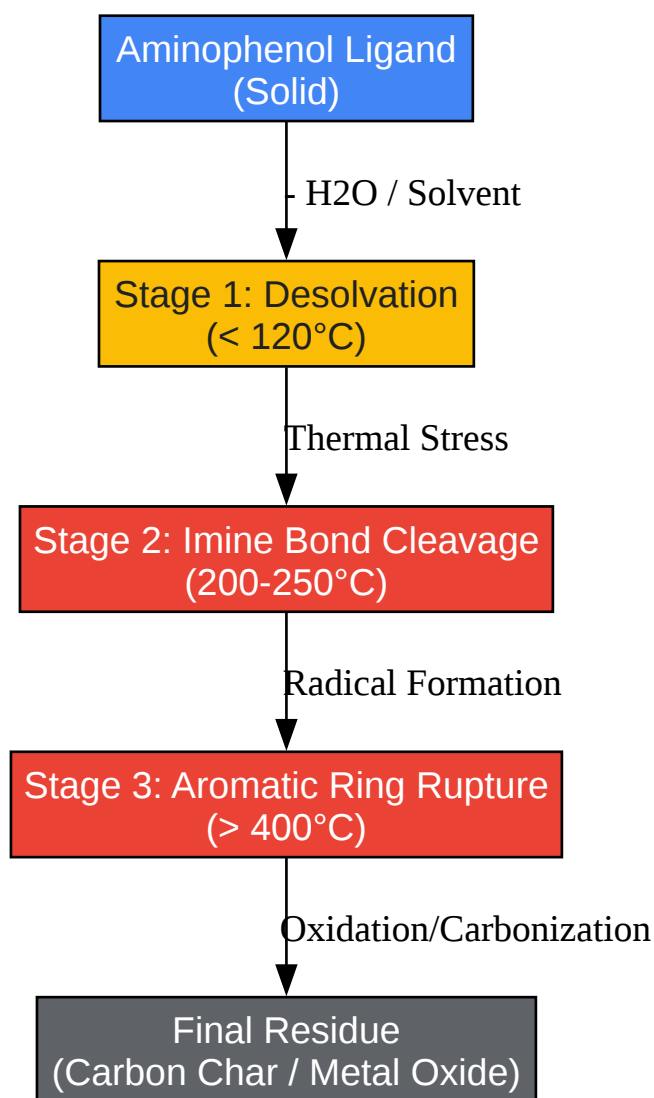 Aminophenol Ligand
(Solid)
- H2O / Solvent
Stage 1: Desolvation
(< 120°C)
Thermal Stress
Stage 2: Imine Bond Cleavage
(200-250°C)
Radical Formation
Stage 3: Aromatic Ring Rupture
(> 400°C)
Oxidation/Carbonization
Final Residue
(Carbon Char / Metal Oxide)